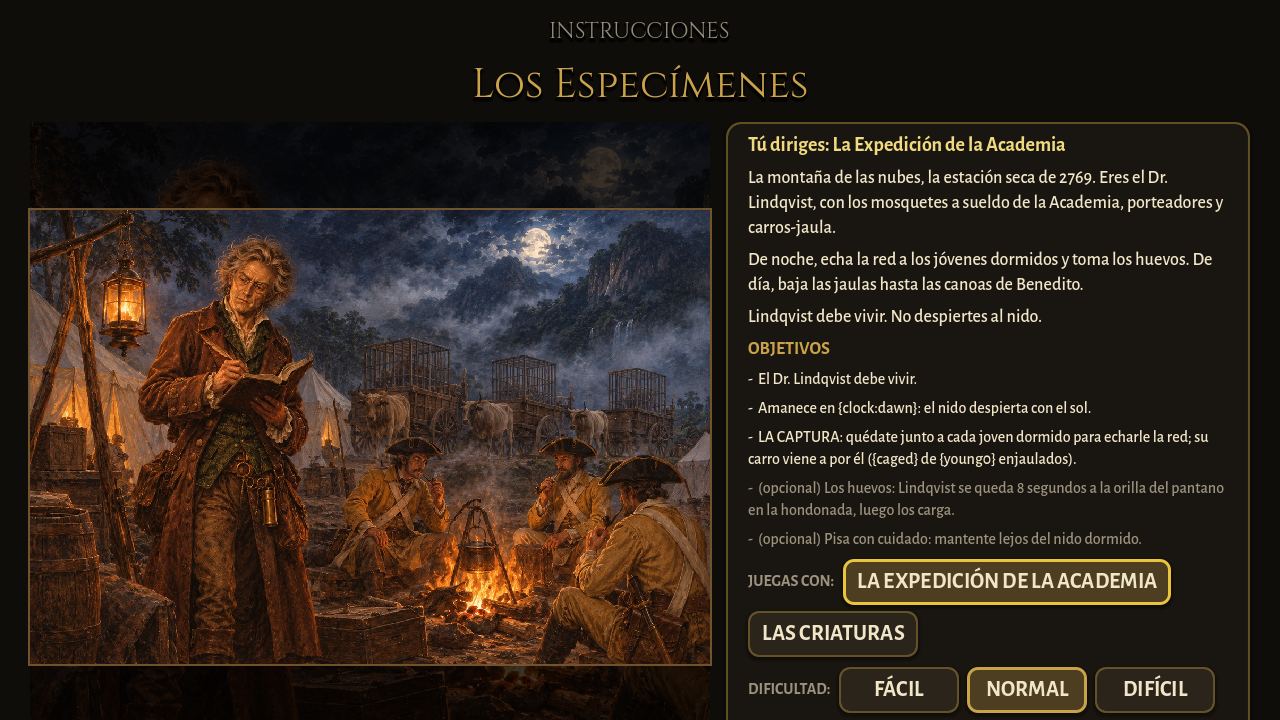 INSTRUCCIONES
Los Especímenes
Tú diriges: La Expedición de la Academia
La montaña de las nubes, la estación seca de 2769. Eres el Dr.
Lindqvist, con los mosquetes a sueldo de la Academia, porteadores y
carros-jaula.
De noche, echa la red a los jóvenes dormidos y toma los huevos. De
día, baja las jaulas hasta las canoas de Benedito.
Lindqvist debe vivir. No despiertes al nido.
OBJETIVOS
- El Dr. Lindqvist debe vivir.
- Amanece en {clock:dawn}: el nido despierta con el sol.
- LA CAPTURA: quédate junto a cada joven dormido para echarle la red; su
carro viene a por él ({caged} de {young0} enjaulados).
- (opcional) Los huevos: Lindqvist se queda 8 segundos a la orilla del pantano
en la hondonada, luego los carga.
- (opcional) Pisa con cuidado: mantente lejos del nido dormido.
JUEGAS CON: LA EXPEDICIÓN DE LA ACADEMIA
LAS CRIATURAS
DIFICULTAD: FÁCIL NORMAL DIFÍCIL